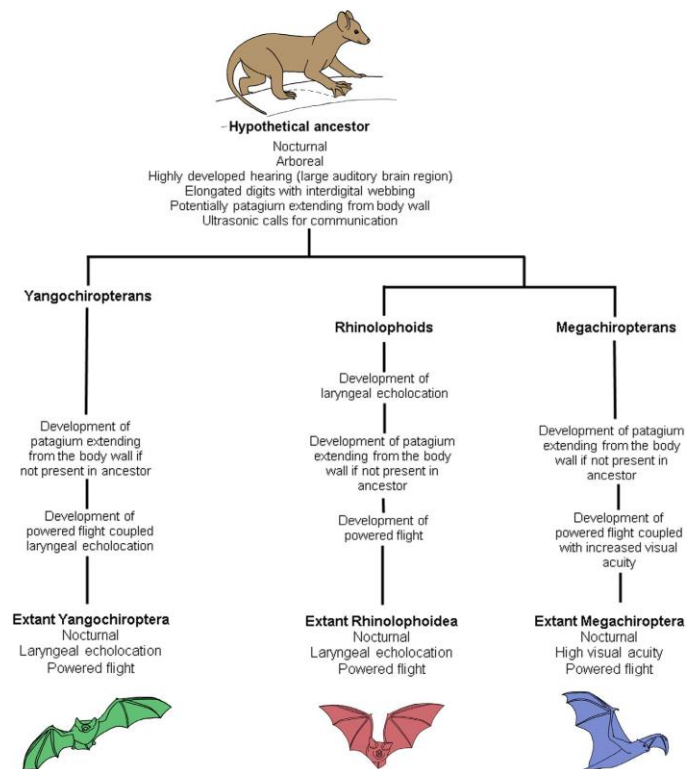 Hypothetical ancestor
Nocturnal
Arboreal
Highly developed hearing (large auditory brain region)
Elongated digits with interdigital webbing
Potentially patagium extending from body wall
Ultrasonic calls for communication
Yangochiropterans
Development of
patagium extending
from the body wall if
not present in ancestor
Development of
powered flight coupled
laryngeal echolocation
Extant Yangochiroptera
Nocturnal
Laryngeal echolocation
Powered flight
Rhinolophoids
Development of
laryngeal echolocation
Development of patagium
extending from the body
wall if not present in
ancestor
Development of
powered flight
Extant Rhinolophoidea
Nocturnal
Laryngeal echolocation
Powered flight
Megachiropterans
Development of patagium
extending from the body
wall if not present in
ancestor
Development of
powered flight coupled
with increased visual
acuity
Extant Megachiroptera
Nocturnal
High visual acuity
Powered flight